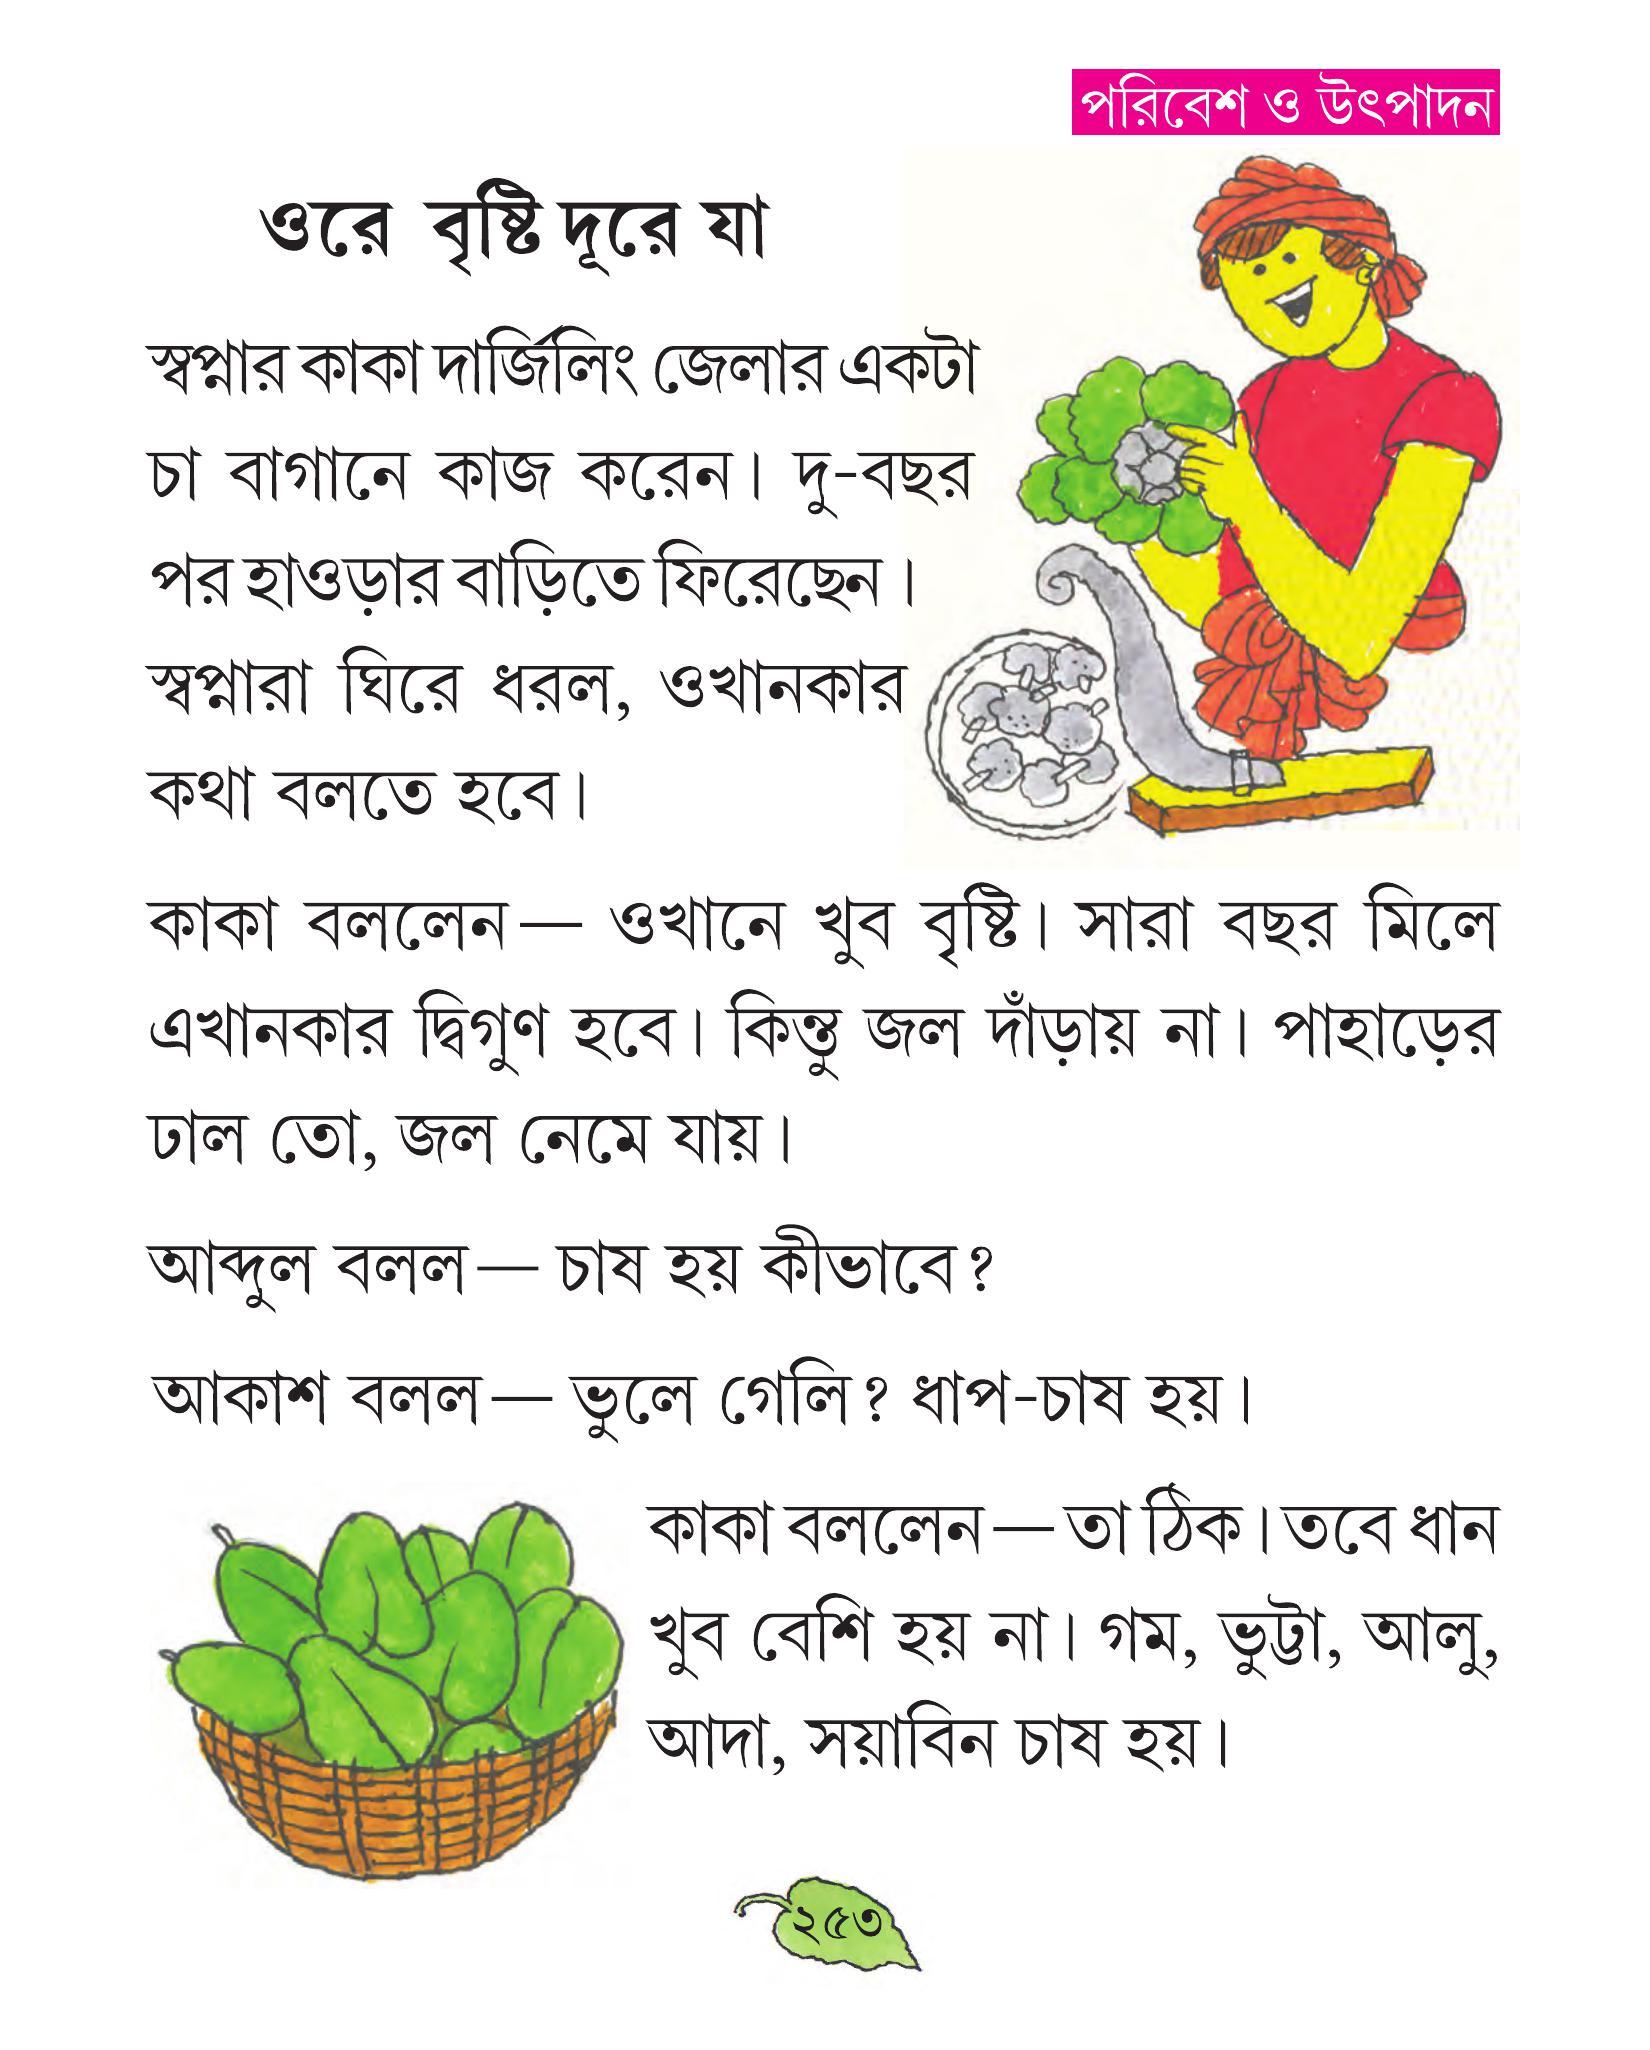 পরিবেশ ও উৎপাদন
ওরে বৃষ্টি দূরে যা
স্বপ্নার কাকা দার্জিলিং জেলার একটা
চা বাগানে কাজ করেন। দু-বছর
পর হাওড়ার বাড়িতে ফিরেছেন।
স্বপ্নারা ঘিরে ধরল, ওখানকার
কথা বলতে হবে।
কাকা বললেন— ওখানে খুব বৃষ্টি। সারা বছর মিলে
এখানকার দ্বিগুণ হবে। কিন্তু জল দাঁড়ায় না। পাহাড়ের
ঢাল তো, জল নেমে যায়।
আব্দুল বলল— চাষ হয় কীভাবে?
আকাশ বলল— ভুলে গেলি? ধাপ-চাষ হয়।
কাকা বললেন— তা ঠিক। তবে ধান
খুব বেশি হয় না। গম, ভুট্টা, আলু,
আদা, সয়াবিন চাষ হয়।
২৫৩